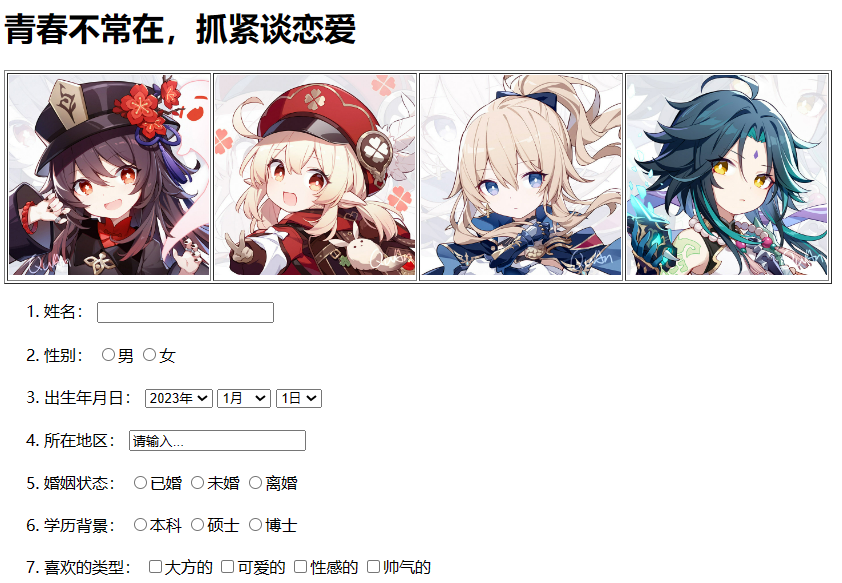 青春不常在，抓紧谈恋爱
1. 姓名：
2. 性别： 男 女
3. 出生年月日： 2023年 1月 1日
4. 所在地区： 请输入...
5. 婚姻状态： 已婚 未婚 离婚
6. 学历背景： 本科 硕士 博士
7. 喜欢的类型： 大方的 可爱的 性感的 帅气的